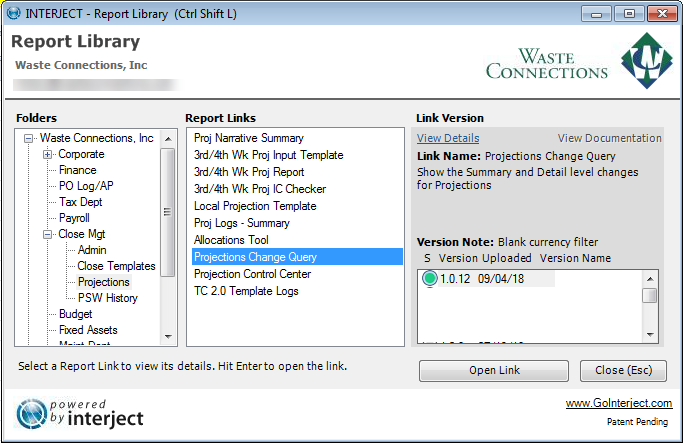 INTERJECT - Report Library (Ctrl Shift L)
Report Library
Waste Connections, Inc
WASTE CONNECTIONS
Folders
Waste Connections, Inc
Corporate
Finance
PO Log/AP
Tax Dept
Payroll
Close Mgt
Admin
Close Templates
Projections
PSW History
Budget
Fixed Assets
Maint Dept
Report Links
Proj Narrative Summary
3rd/4th Wk Proj Input Template
3rd/4th Wk Proj Report
3rd/4th Wk Proj IC Checker
Local Projection Template
Proj Logs - Summary
Allocations Tool
Projections Change Query
Projection Control Center
TC 2.0 Template Logs
Link Version
View Details View Documentation
Link Name: Projections Change Query
Show the Summary and Detail level changes
for Projections
Version Note: Blank currency filter
S Version Uploaded Version Name
1.0.12 09/04/18
Select a Report Link to view its details. Hit Enter to open the link.
Open Link
Close (Esc)
powered
by interject
www.GoInterject.com
Patent Pending